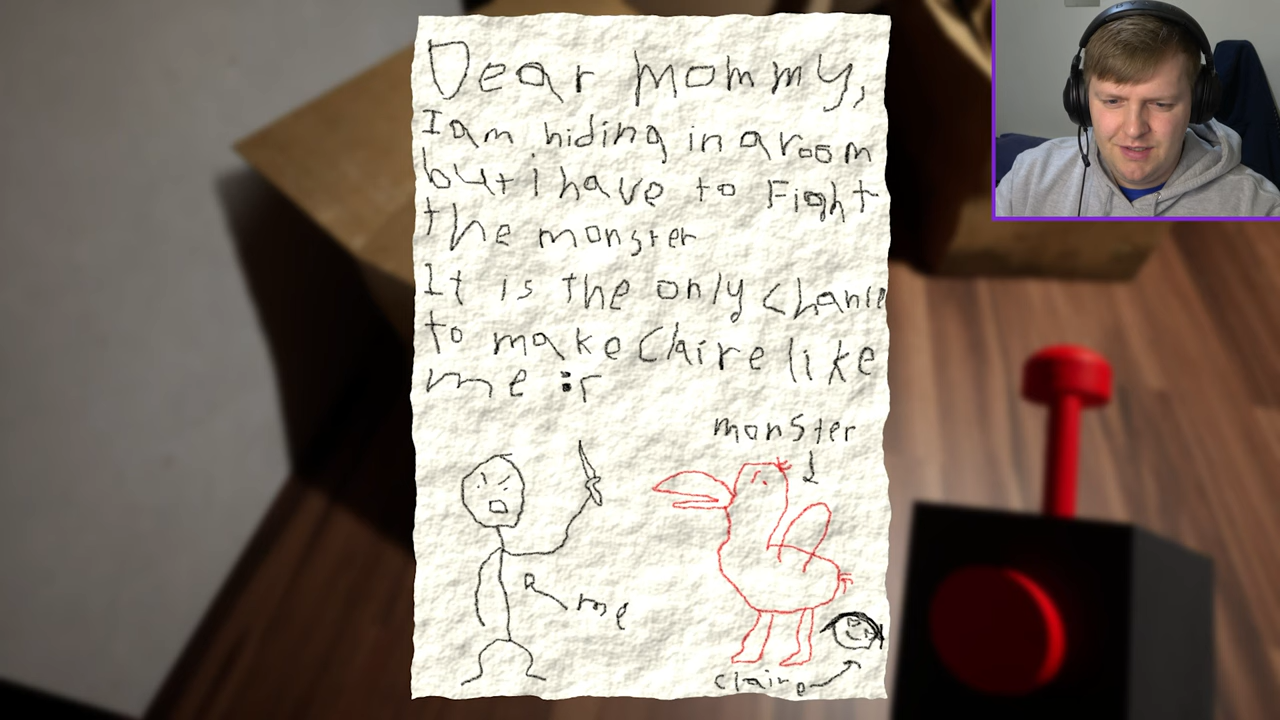 Dear Mommy,
I am hiding in a room
but i have to Fight
the monster
It is the only chance
to make Claire like
me :r
monster
me
claire